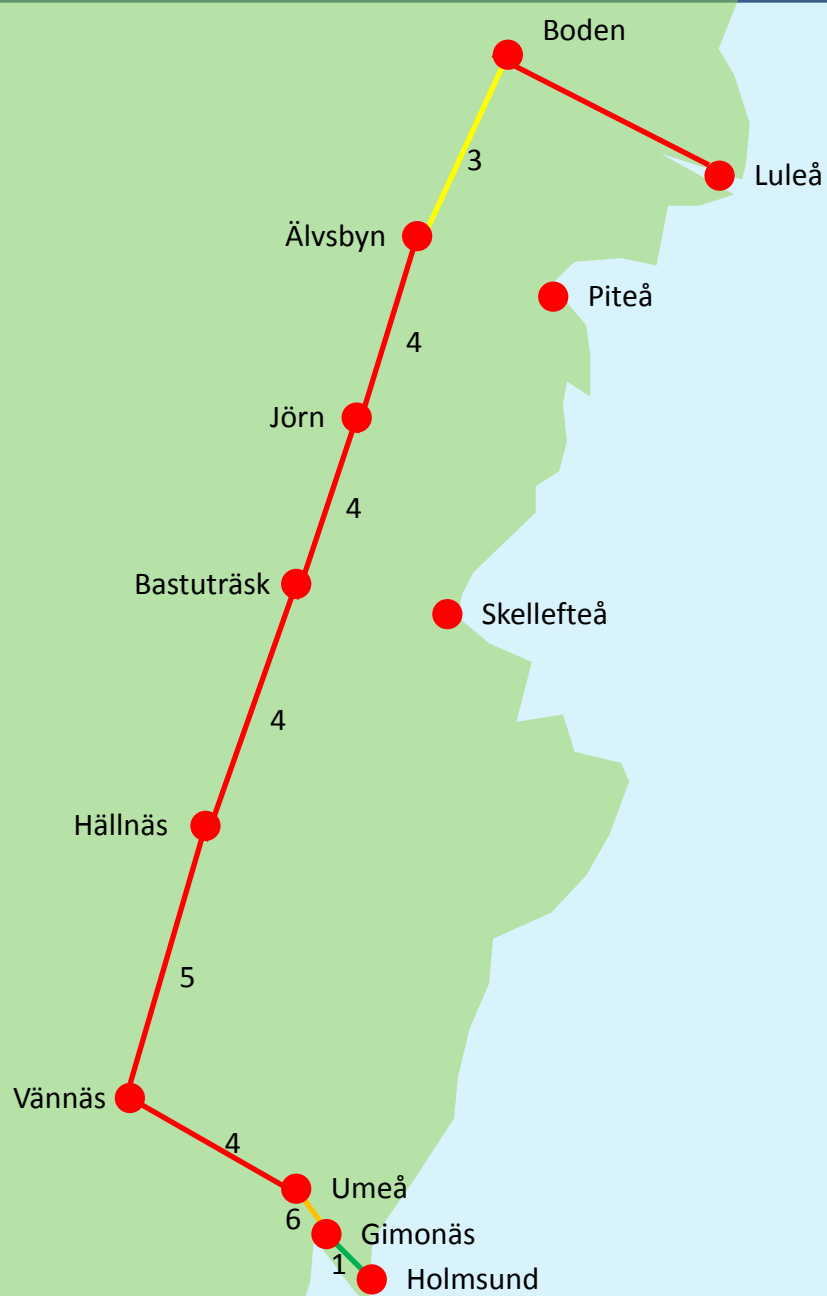 Boden
3
Luleå
Älvsbyn
Piteå
4
Jörn
4
Bastuträsk
Skellefteå
4
Hällnäs
5
Vännäs
4
Umeå
6
Gimonäs
1
Holmsund